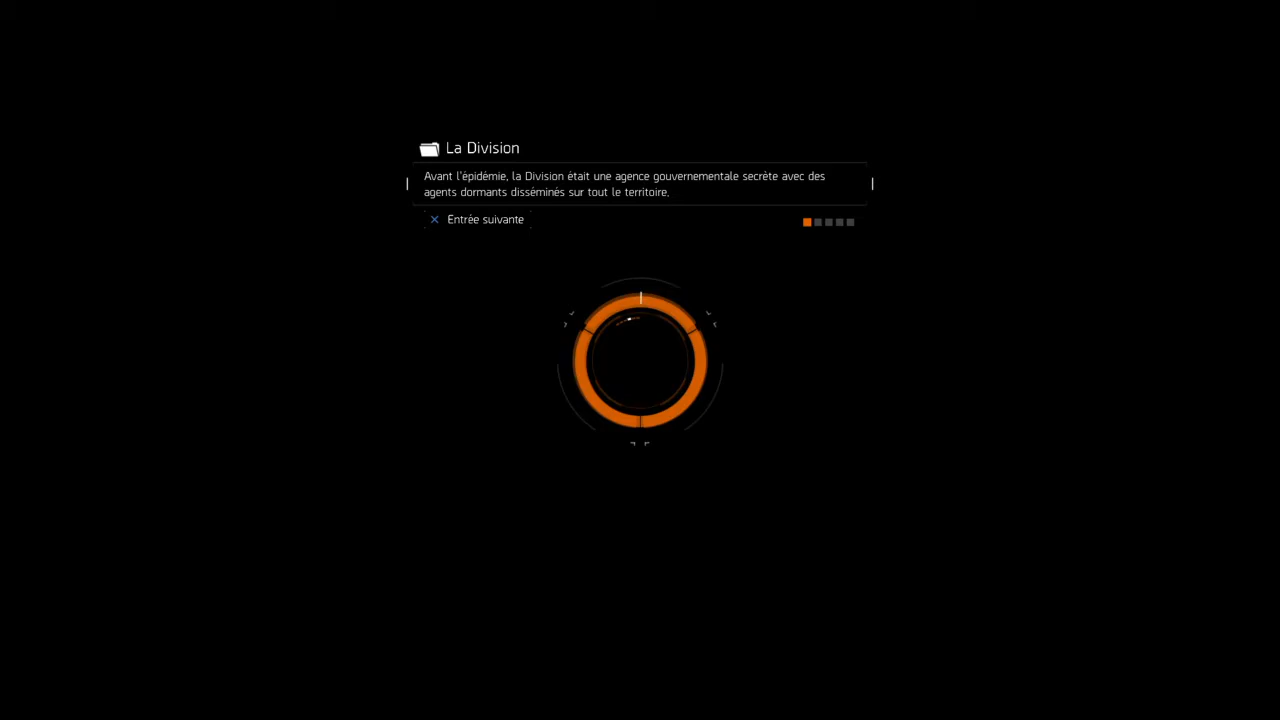 La Division
Avant l'épidémie, la Division était une agence gouvernementale secrète avec des
agents dormants disséminés sur tout le territoire.
Entrée suivante